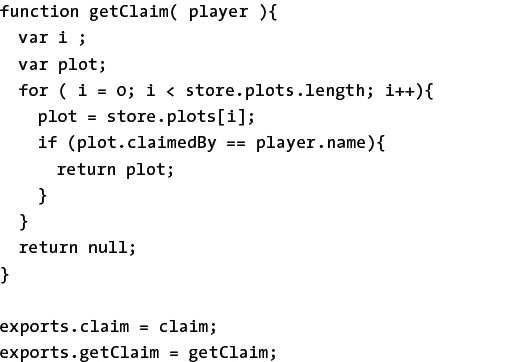 function getClaim( player ){
  var i ;
  var plot;
  for ( i = 0; i < store.plots.length; i++){
    plot = store.plots[i];
    if (plot.claimedBy == player.name){
      return plot;
    }
  }
  return null;
}

exports.claim = claim;
exports.getClaim = getClaim;